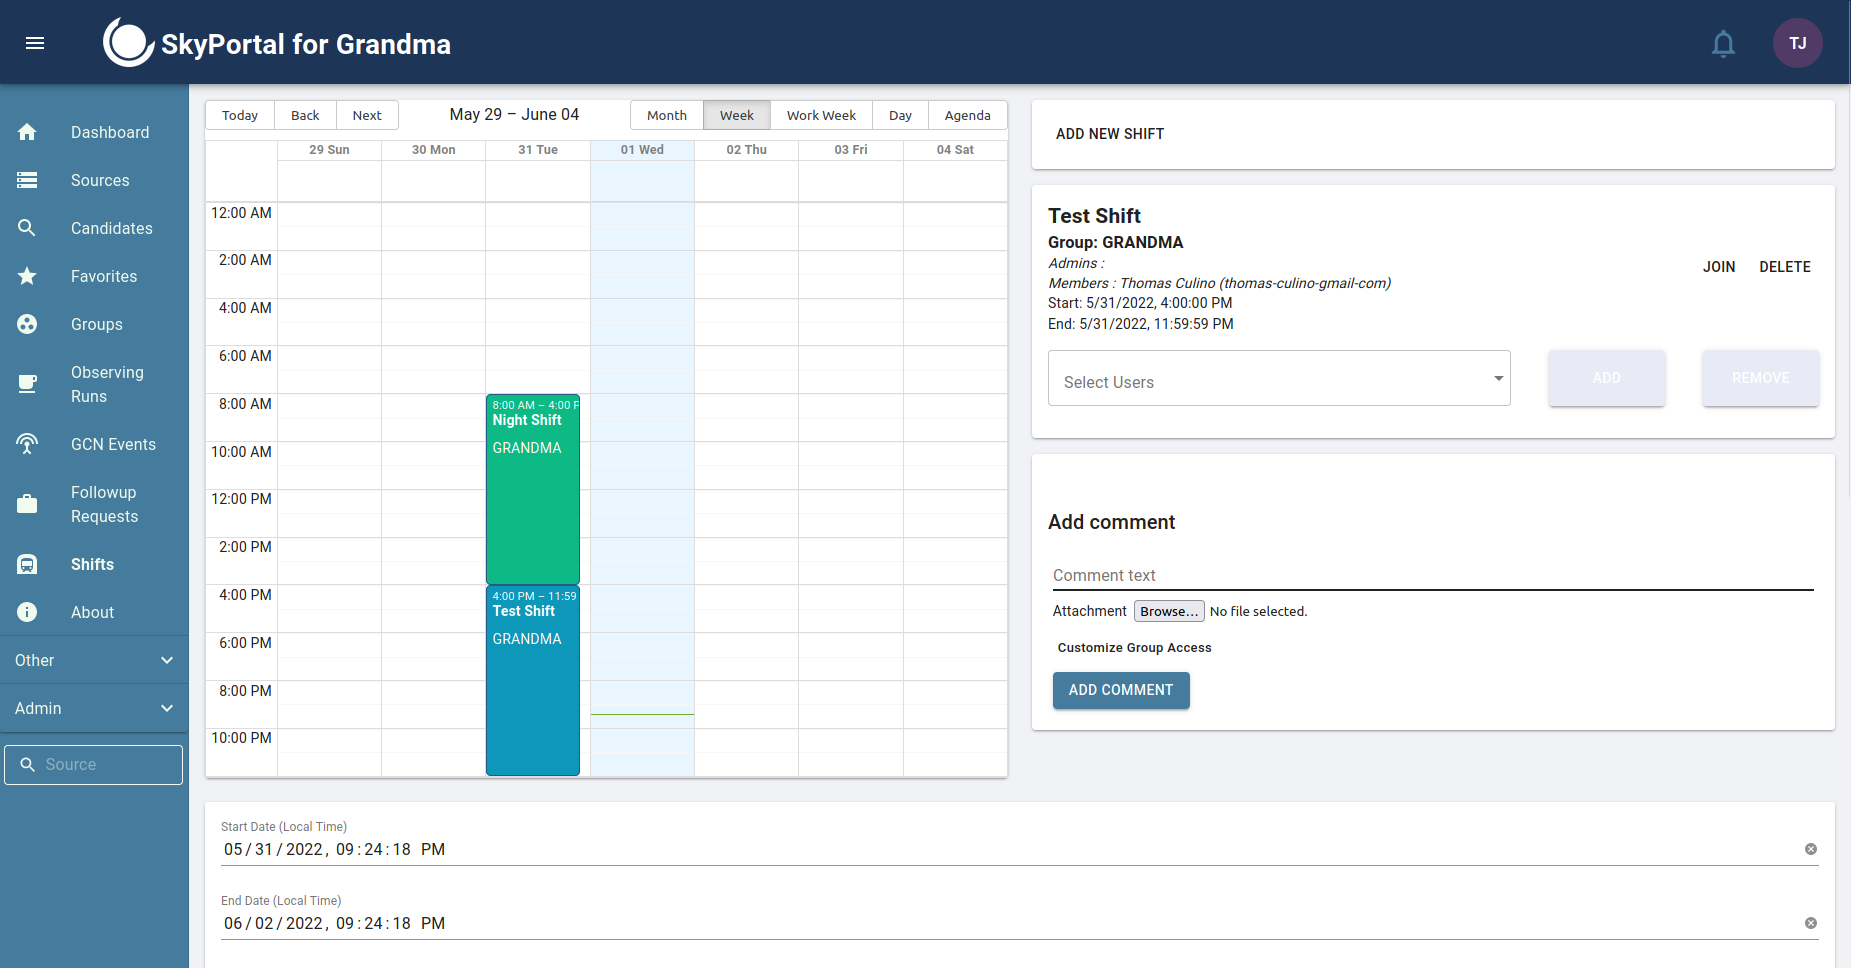 SkyPortal for Grandma
TJ
Dashboard
Sources
Candidates
Favorites
Groups
Observing
Runs
GCN Events
Followup
Requests
Shifts
About
Other
Admin
Source
Today Back Next May 29 – June 04 Month Week Work Week Day Agenda
29 Sun 30 Mon 31 Tue 01 Wed 02 Thu 03 Fri 04 Sat
12:00 AM
2:00 AM
4:00 AM
6:00 AM
8:00 AM
10:00 AM
12:00 PM
2:00 PM
4:00 PM
6:00 PM
8:00 PM
10:00 PM
8:00 AM – 4:00 P
Night Shift
GRANDMA
4:00 PM – 11:59
Test Shift
GRANDMA
ADD NEW SHIFT
Test Shift
Group: GRANDMA
Admins :
Members : Thomas Culino (thomas-culino-gmail-com)
Start: 5/31/2022, 4:00:00 PM
End: 5/31/2022, 11:59:59 PM
JOIN DELETE
Select Users ADD REMOVE
Add comment
Comment text
Attachment Browse... No file selected.
Customize Group Access
ADD COMMENT
Start Date (Local Time)
05/31/2022, 09:24:18 PM
End Date (Local Time)
06/02/2022, 09:24:18 PM